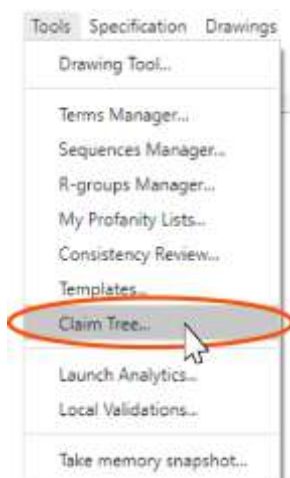 Tools Specification Drawings
Drawing Tool...
Terms Manager...
Sequences Manager...
R-groups Manager...
My Profanity Lists...
Consistency Review...
Templates...
Claim Tree...
Launch Analytics...
Local Validations...
Take memory snapshot...